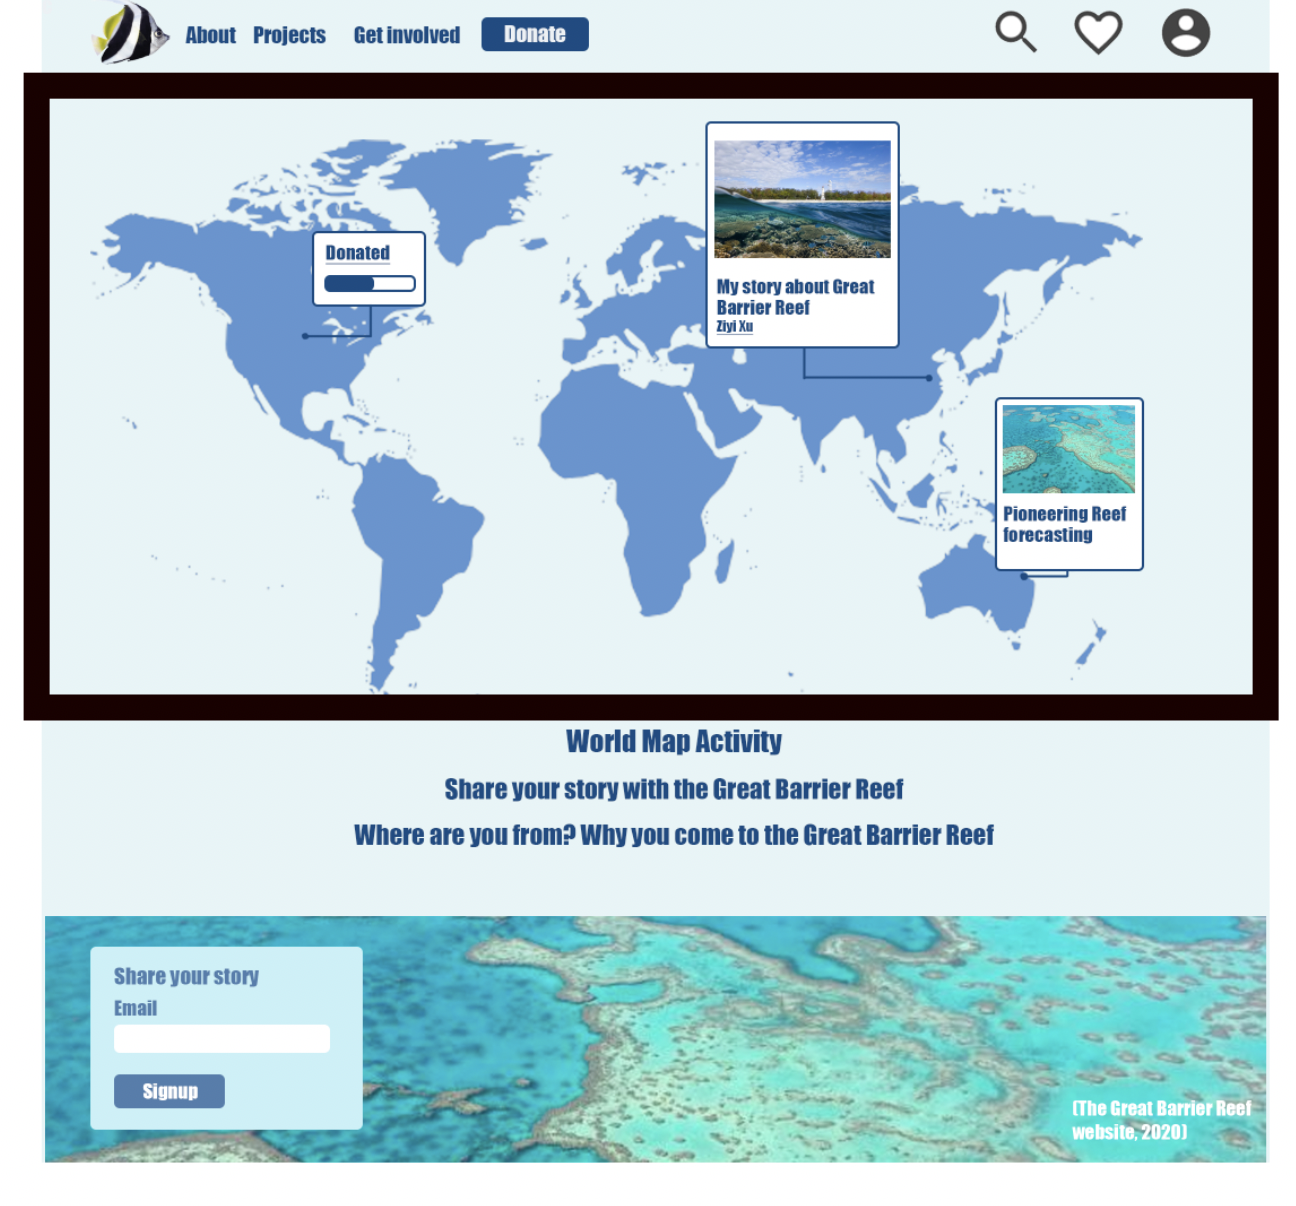 About Projects Get involved Donate
Donated
My story about Great
Barrier Reef
Ziyi Xu
Pioneering Reef
forecasting
World Map Activity
Share your story with the Great Barrier Reef
Where are you from? Why you come to the Great Barrier Reef
Share your story
Email
Signup
(The Great Barrier Reef
website, 2020)